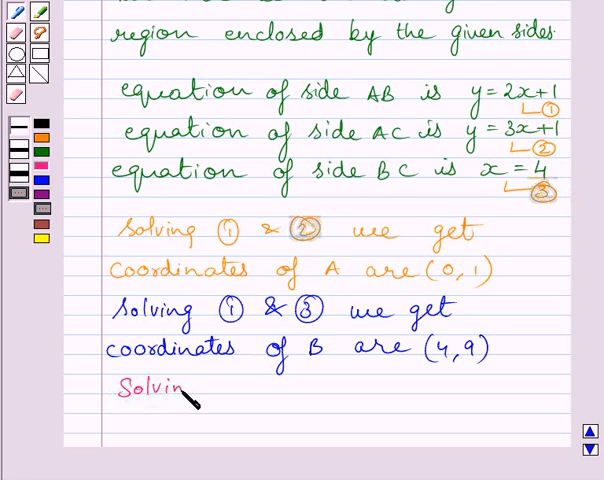 region enclosed by the given sides.
equation of side AB is y=2x+1
①
equation of side AC is y=3x+1
②
equation of side BC is x=4
③
Solving ① & ② we get
coordinates of A are (0,1)
Solving ① & ③ we get
coordinates of B are (4,9)
Solvin